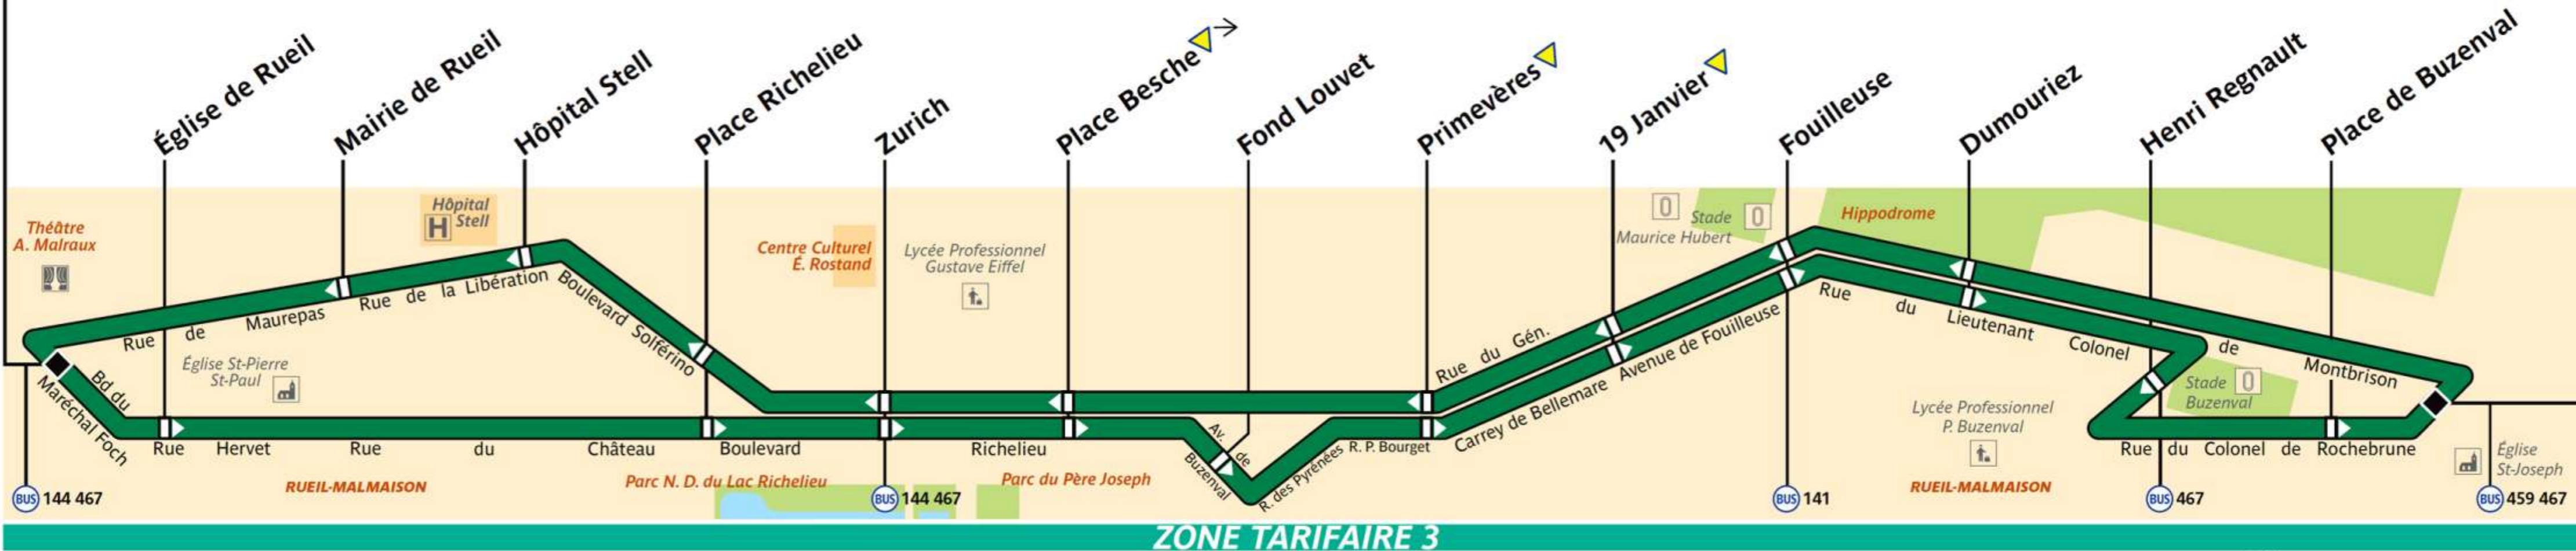 Église de Rueil
Mairie de Rueil
Hôpital Stell
Place Richelieu
Zurich
Place Besche
Fond Louvet
Primevères
19 Janvier
Fouilleuse
Dumouriez
Henri Regnault
Place de Buzenval
Théâtre
A. Malraux
Hôpital
H Stell
Centre Culturel
É. Rostand
Lycée Professionnel
Gustave Eiffel
Stade
Maurice Hubert
Hippodrome
Rue de Maurepas
Rue de la Libération
Boulevard Solférino
Église St-Pierre
St-Paul
Bd du
Maréchal Foch
Rue Hervet
Rue du Château
Boulevard Richelieu
Av. de
Buzenval
R. des Pyrénées
R. P. Bourget
Rue du Gén.
Carrey de Bellemare
Avenue de Fouilleuse
Rue du Lieutenant Colonel de Montbrison
Stade
Buzenval
Lycée Professionnel
P. Buzenval
Rue du Colonel de Rochebrune
Église
St-Joseph
RUEIL-MALMAISON
Parc N. D. du Lac Richelieu
Parc du Père Joseph
RUEIL-MALMAISON
BUS 144 467
BUS 144 467
BUS 141
BUS 467
BUS 459 467
ZONE TARIFAIRE 3